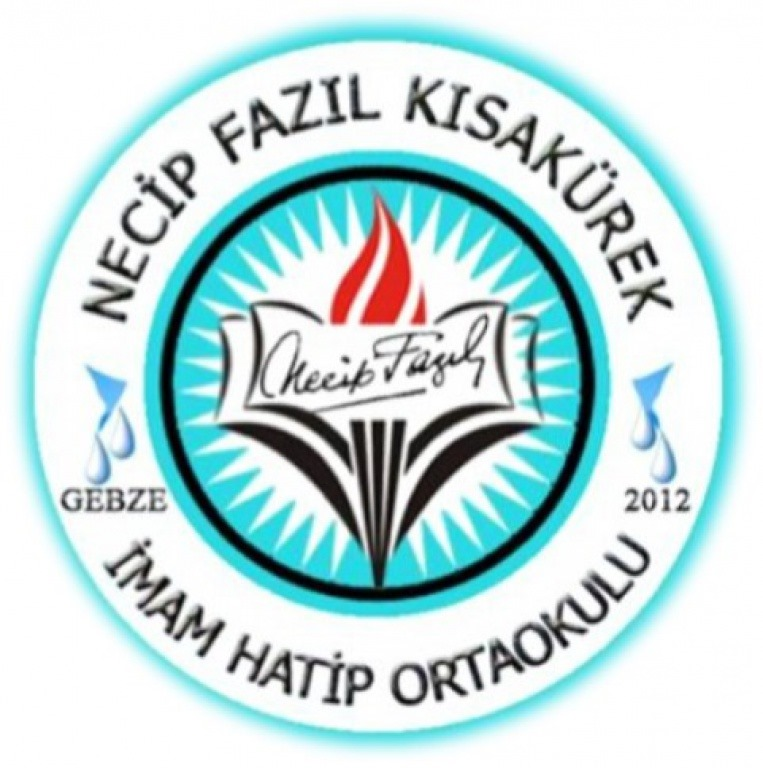 NECİP FAZIL KISAKÜREK
Necip Fazıl
GEBZE
2012
İMAM HATİP ORTAOKULU